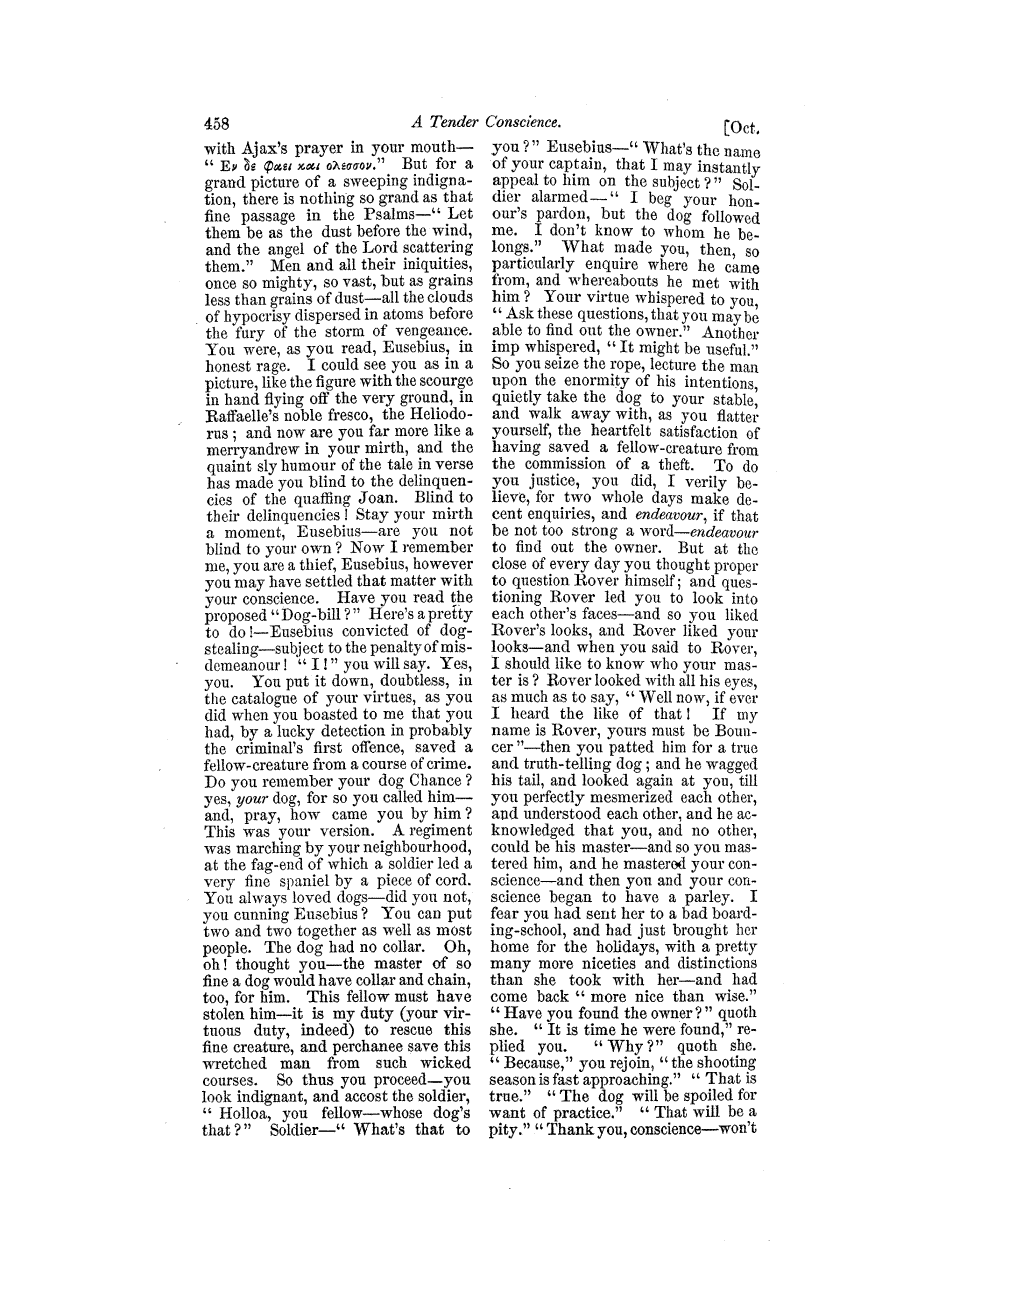 458
A Tender Conscience.
[Oct.
with Ajax's prayer in your mouth—
“ Εν δε φαει και ολεσσον.” But for a
grand picture of a sweeping indigna-
tion, there is nothing so grand as that
fine passage in the Psalms—“ Let
them be as the dust before the wind,
and the angel of the Lord scattering
them.” Men and all their iniquities,
once so mighty, so vast, but as grains
less than grains of dust—all the clouds
of hypocrisy dispersed in atoms before
the fury of the storm of vengeance.
You were, as you read, Eusebius, in
honest rage. I could see you as in a
picture, like the figure with the scourge
in hand flying off the very ground, in
Raffaelle's noble fresco, the Heliodo-
rus ; and now are you far more like a
merryandrew in your mirth, and the
quaint sly humour of the tale in verse
has made you blind to the delinquen-
cies of the quaffing Joan. Blind to
their delinquencies ! Stay your mirth
a moment, Eusebius—are you not
blind to your own ? Now I remember
me, you are a thief, Eusebius, however
you may have settled that matter with
your conscience. Have you read the
proposed “Dog-bill ?” Here's a pretty
to do !—Eusebius convicted of dog-
stealing—subject to the penalty of mis-
demeanour ! “ I !” you will say. Yes,
you. You put it down, doubtless, in
the catalogue of your virtues, as you
did when you boasted to me that you
had, by a lucky detection in probably
the criminal's first offence, saved a
fellow-creature from a course of crime.
Do you remember your dog Chance ?
yes, your dog, for so you called him—
and, pray, how came you by him ?
This was your version. A regiment
was marching by your neighbourhood,
at the fag-end of which a soldier led a
very fine spaniel by a piece of cord.
You always loved dogs—did you not,
you cunning Eusebius ? You can put
two and two together as well as most
people. The dog had no collar. Oh,
oh ! thought you—the master of so
fine a dog would have collar and chain,
too, for him. This fellow must have
stolen him—it is my duty (your vir-
tuous duty, indeed) to rescue this
fine creature, and perchance save this
wretched man from such wicked
courses. So thus you proceed—you
look indignant, and accost the soldier,
“ Holloa, you fellow—whose dog's
that ?” Soldier—“ What's that to
you ?” Eusebius—“ What's the name
of your captain, that I may instantly
appeal to him on the subject ?” Sol-
dier alarmed—“ I beg your hon-
our's pardon, but the dog followed
me. I don't know to whom he be-
longs.” What made you, then, so
particularly enquire where he came
from, and whereabouts he met with
him ? Your virtue whispered to you,
“ Ask these questions, that you may be
able to find out the owner.” Another
imp whispered, “ It might be useful.”
So you seize the rope, lecture the man
upon the enormity of his intentions,
quietly take the dog to your stable,
and walk away with, as you flatter
yourself, the heartfelt satisfaction of
having saved a fellow-creature from
the commission of a theft. To do
you justice, you did, I verily be-
lieve, for two whole days make de-
cent enquiries, and endeavour, if that
be not too strong a word—endeavour
to find out the owner. But at the
close of every day you thought proper
to question Rover himself ; and ques-
tioning Rover led you to look into
each other's faces—and so you liked
Rover's looks, and Rover liked your
looks—and when you said to Rover,
I should like to know who your mas-
ter is ? Rover looked with all his eyes,
as much as to say, “ Well now, if ever
I heard the like of that ! If my
name is Rover, yours must be Boun-
cer ”—then you patted him for a true
and truth-telling dog ; and he wagged
his tail, and looked again at you, till
you perfectly mesmerized each other,
and understood each other, and he ac-
knowledged that you, and no other,
could be his master—and so you mas-
tered him, and he mastered your con-
science—and then you and your con-
science began to have a parley. I
fear you had sent her to a bad board-
ing-school, and had just brought her
home for the holidays, with a pretty
many more niceties and distinctions
than she took with her—and had
come back “ more nice than wise.”
“ Have you found the owner ?” quoth
she. “ It is time he were found,” re-
plied you. “ Why ?” quoth she.
“ Because,” you rejoin, “ the shooting
season is fast approaching.” “ That is
true.” “ The dog will be spoiled for
want of practice.” “ That will be a
pity.” “ Thank you, conscience—won't